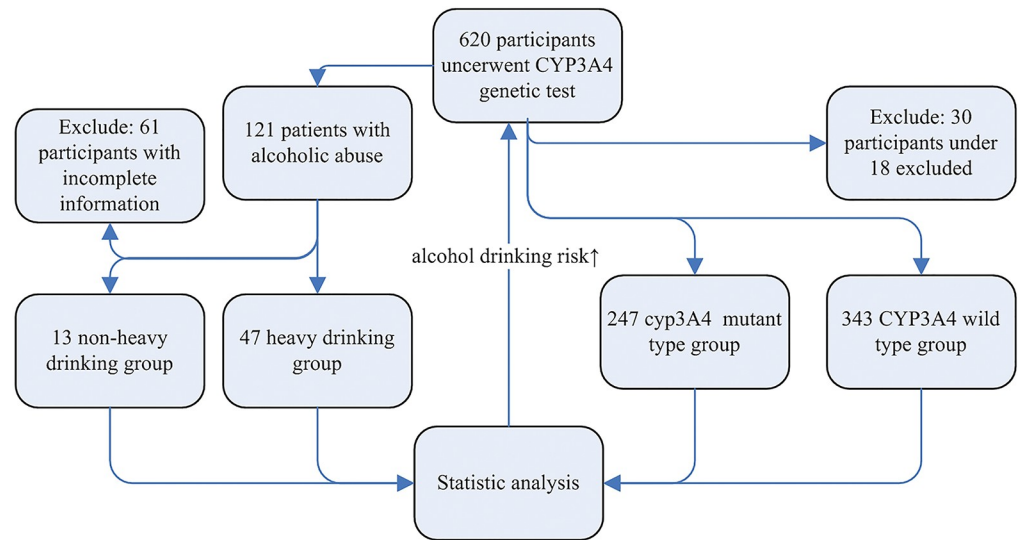 620 participants
uncerwent CYP3A4
genetic test
Exclude: 61
participants with
incomplete
information
121 patients with
alcoholic abuse
Exclude: 30
participants under
18 excluded
alcohol drinking risk↑
13 non-heavy
drinking group
47 heavy drinking
group
247 cyp3A4 mutant
type group
343 CYP3A4 wild
type group
Statistic analysis